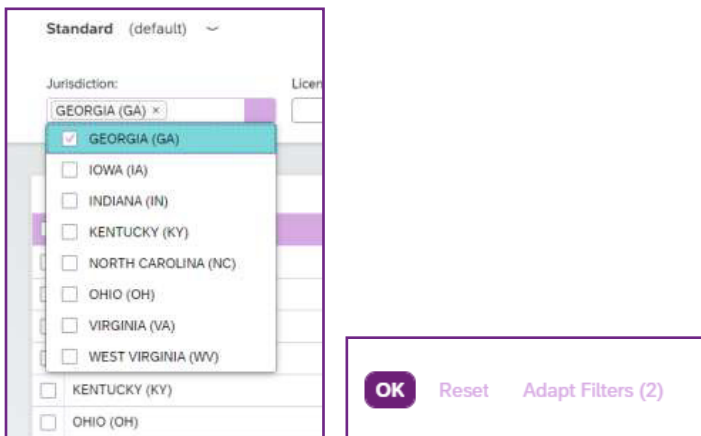 Standard (default)
Jurisdiction:
Licen
GEORGIA (GA) ×
GEORGIA (GA)
IOWA (IA)
INDIANA (IN)
KENTUCKY (KY)
NORTH CAROLINA (NC)
OHIO (OH)
VIRGINIA (VA)
WEST VIRGINIA (WV)
KENTUCKY (KY)
OHIO (OH)
OK Reset Adapt Filters (2)